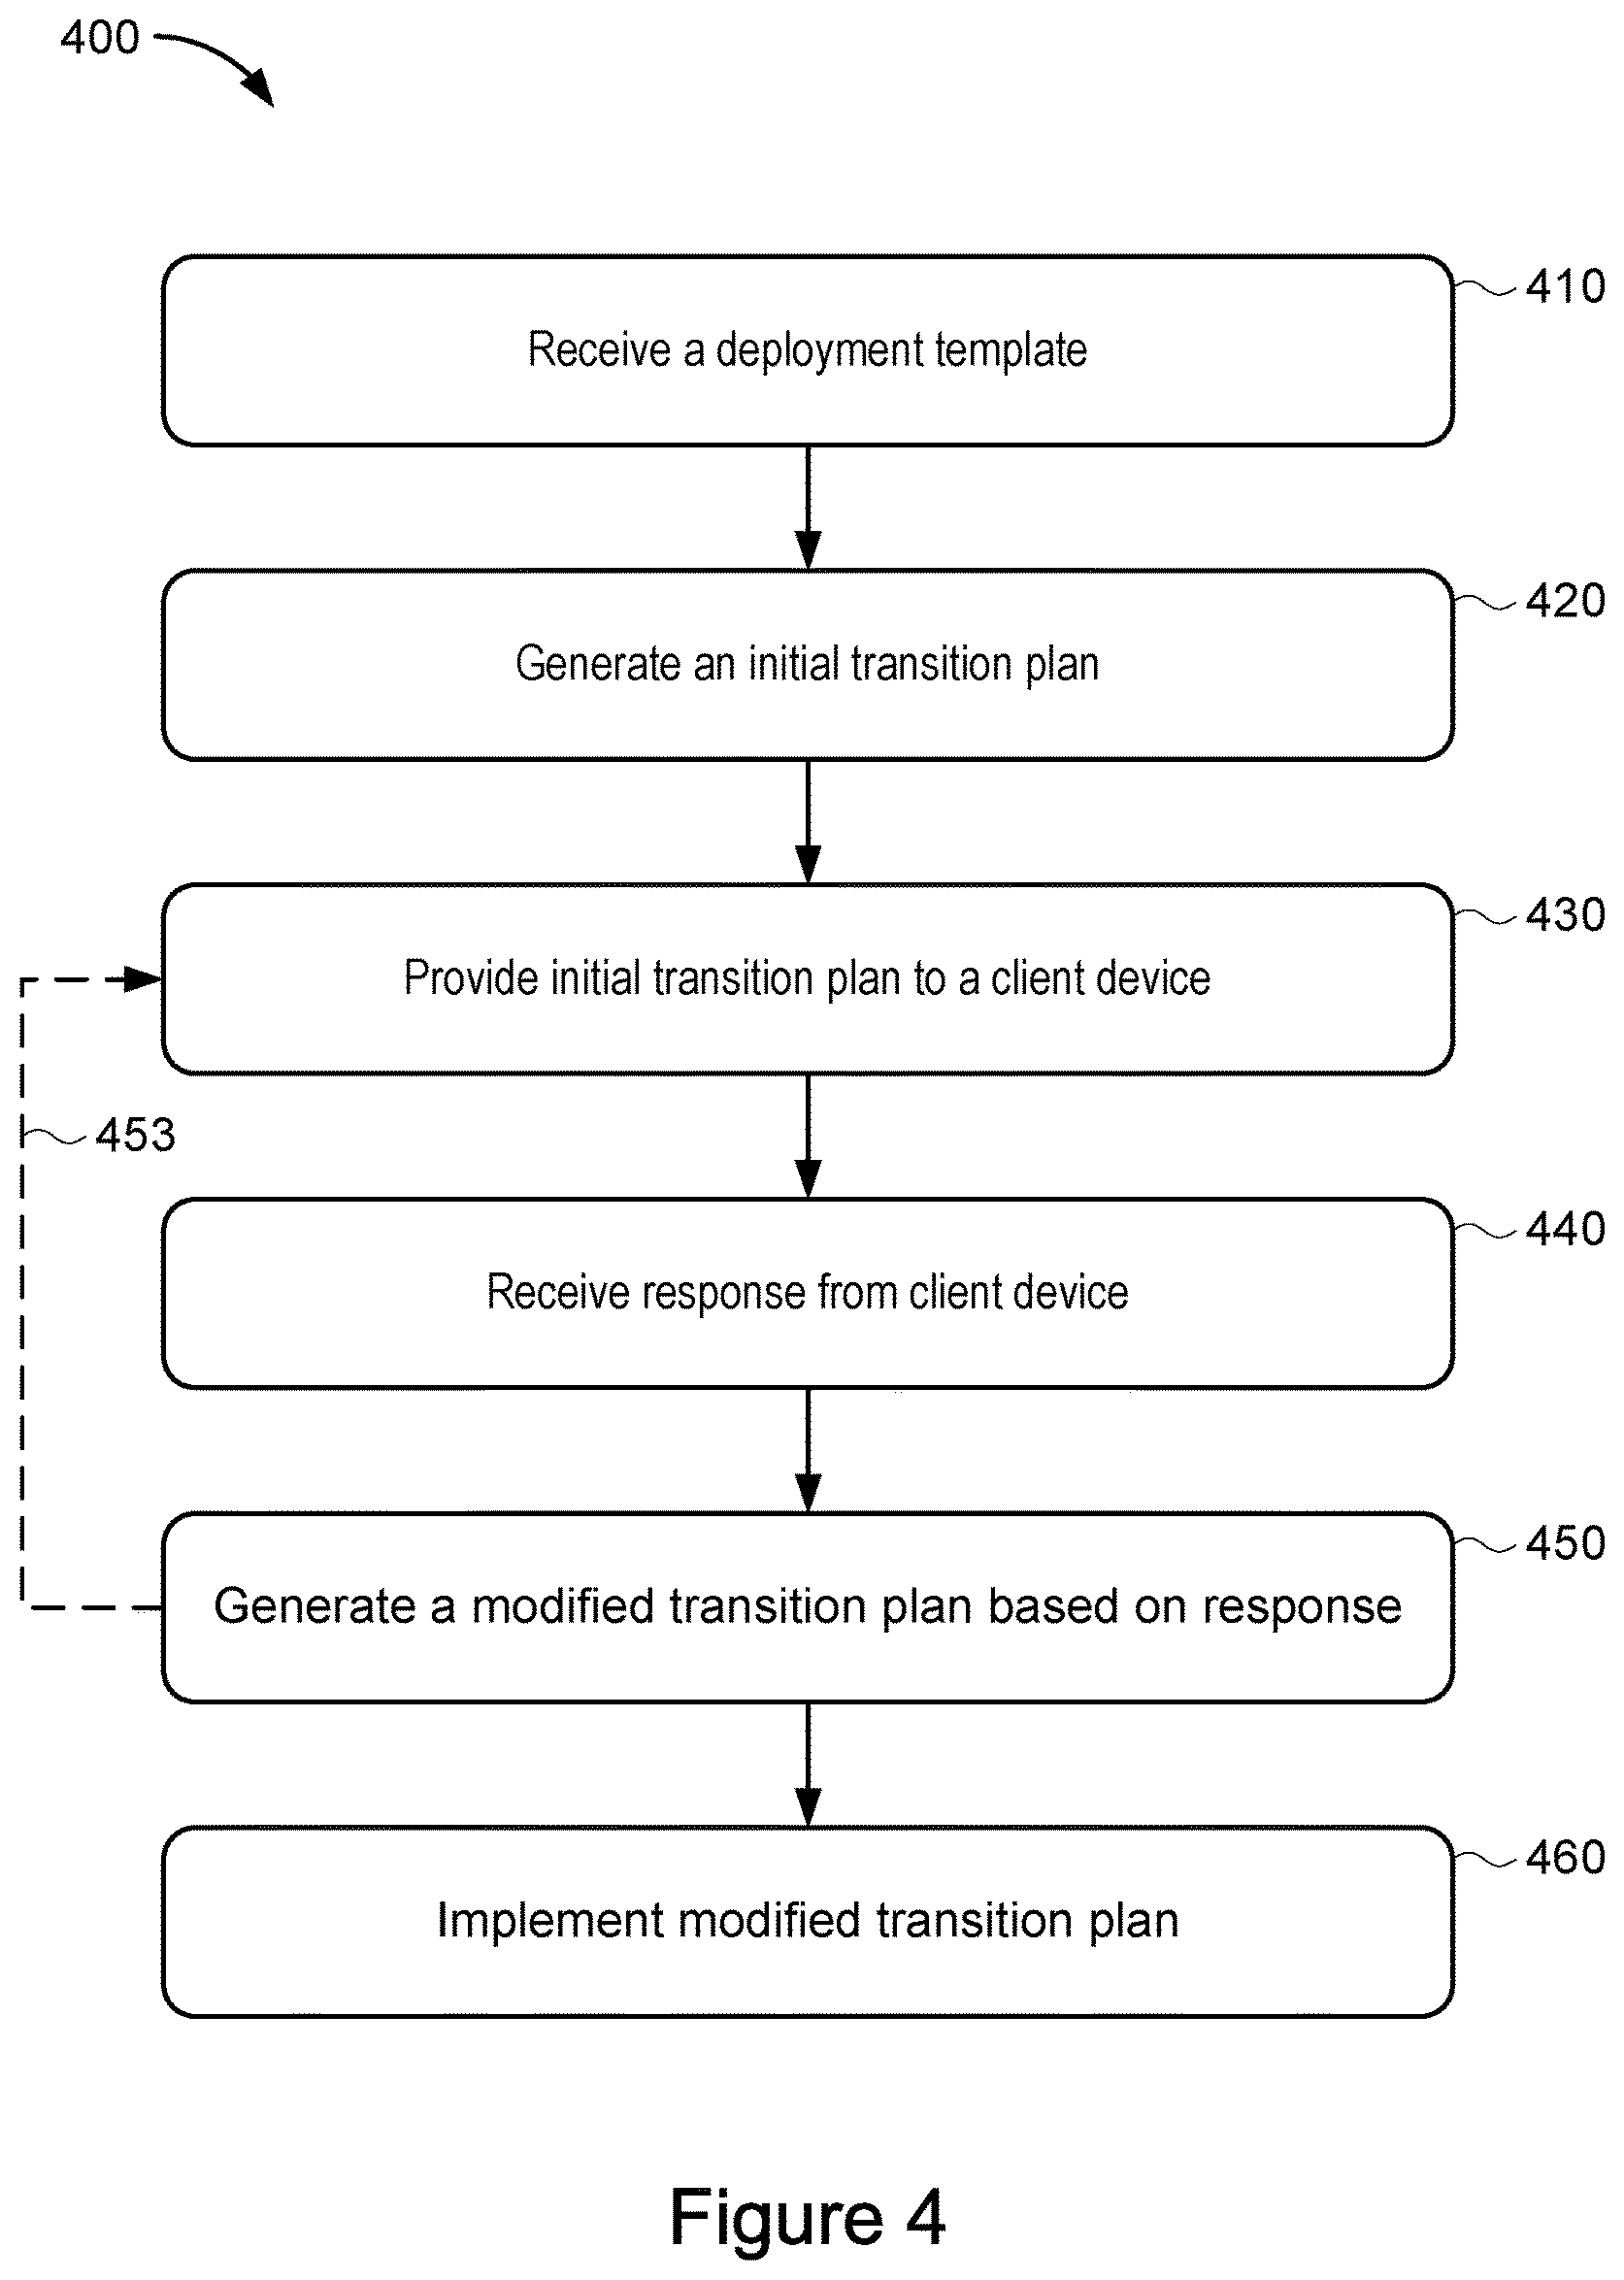 400
410
Receive a deployment template
420
Generate an initial transition plan
430
Provide initial transition plan to a client device
453
440
Receive response from client device
450
Generate a modified transition plan based on response
460
Implement modified transition plan
Figure 4